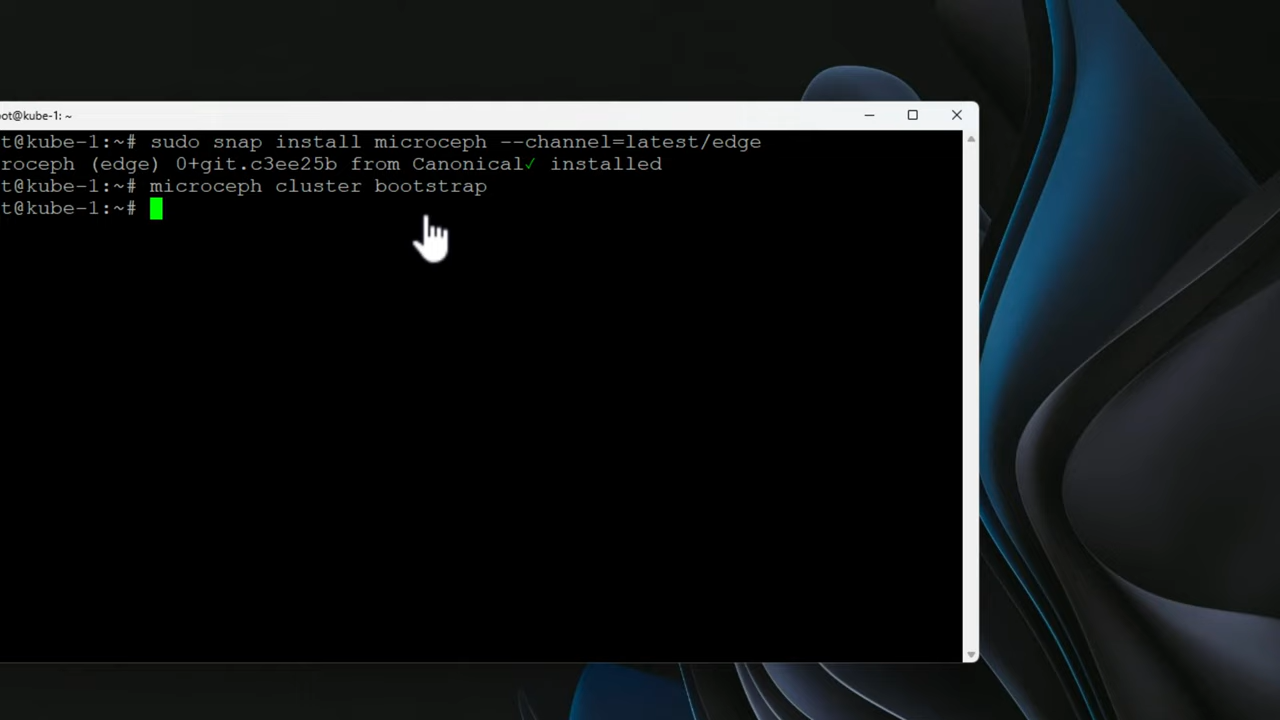 ot@kube-1: ~
t@kube-1:~# sudo snap install microceph --channel=latest/edge
roceph (edge) 0+git.c3ee25b from Canonical✓ installed
t@kube-1:~# microceph cluster bootstrap
t@kube-1:~#